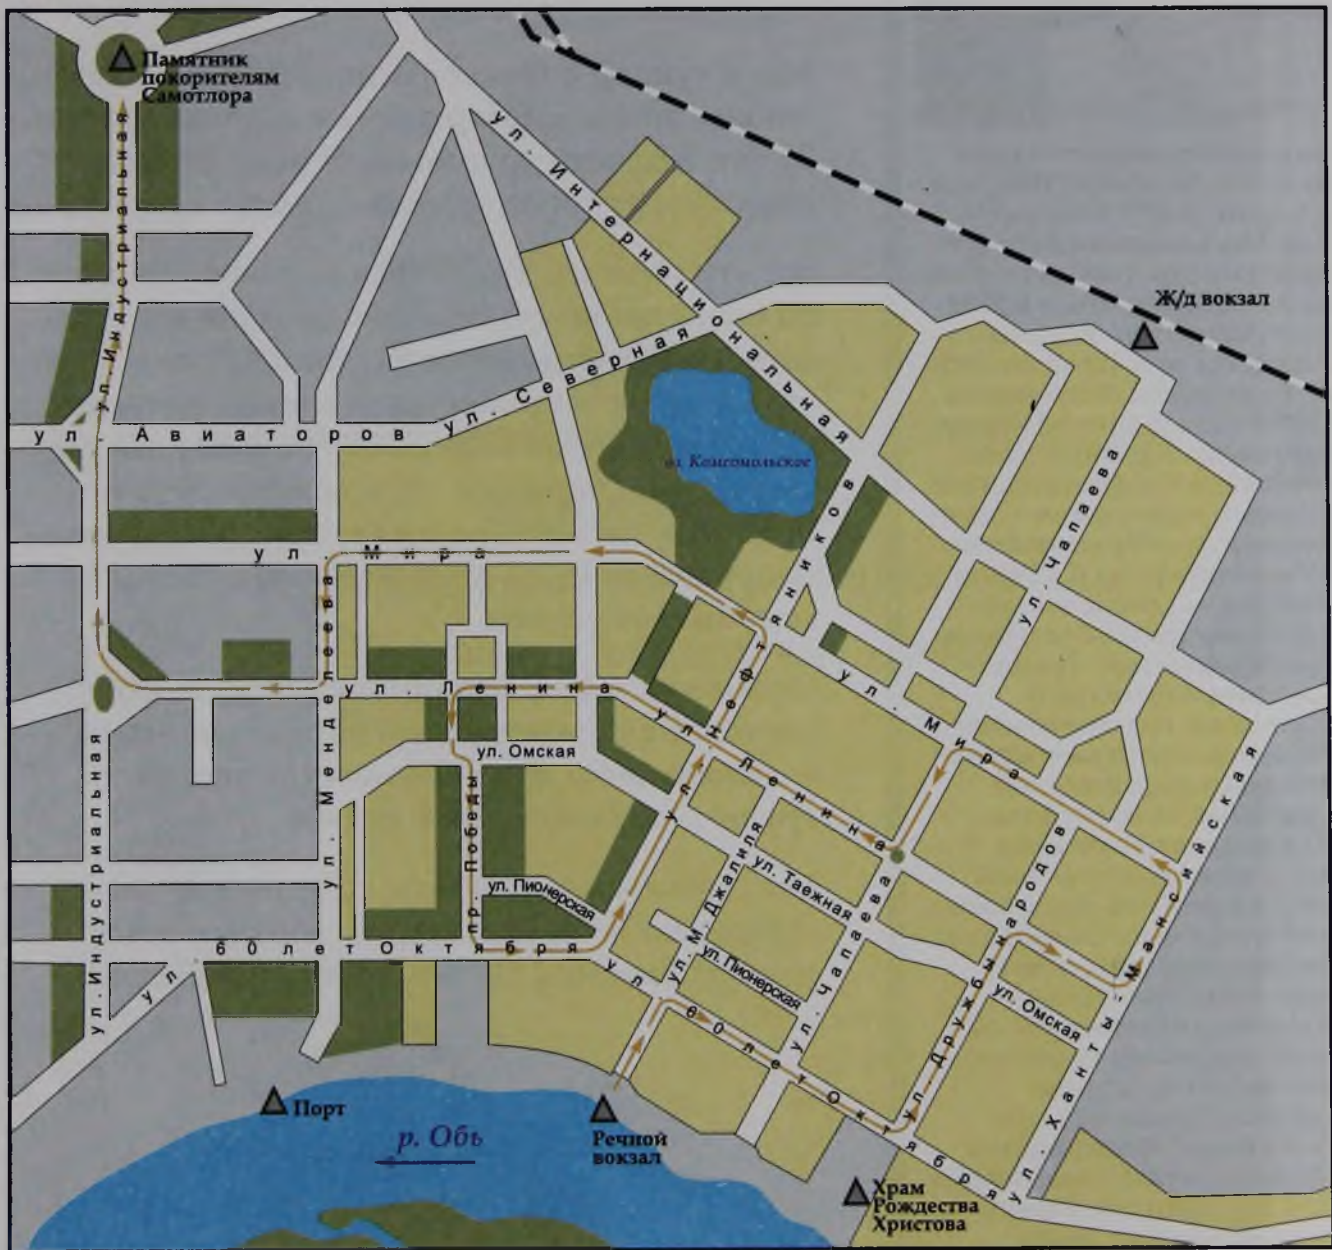 Памятник
покорителям
Самотлора
ул. Индустриальная
ул. Интернациональная
Ж/д вокзал
ул. Авиаторов
ул. Северная
оз. Комсомольское
ул. Чапаева
ул. Мира
ул. Нефтяников
ул. Менделеева
ул. Ленина
ул. Ленина
ул. Мира
ул. Омская
ул. Индустриальная
пр. Победы
ул. М. Джалиля
ул. Таежная
ул. Дружбы народов
ул. Ханты-Мансийская
ул. Пионерская
ул. Пионерская
ул. Чапаева
ул. Омская
ул. 60 лет Октября
ул. 60 лет Октября
Порт
р. Обь
Речной
вокзал
Храм
Рождества
Христова